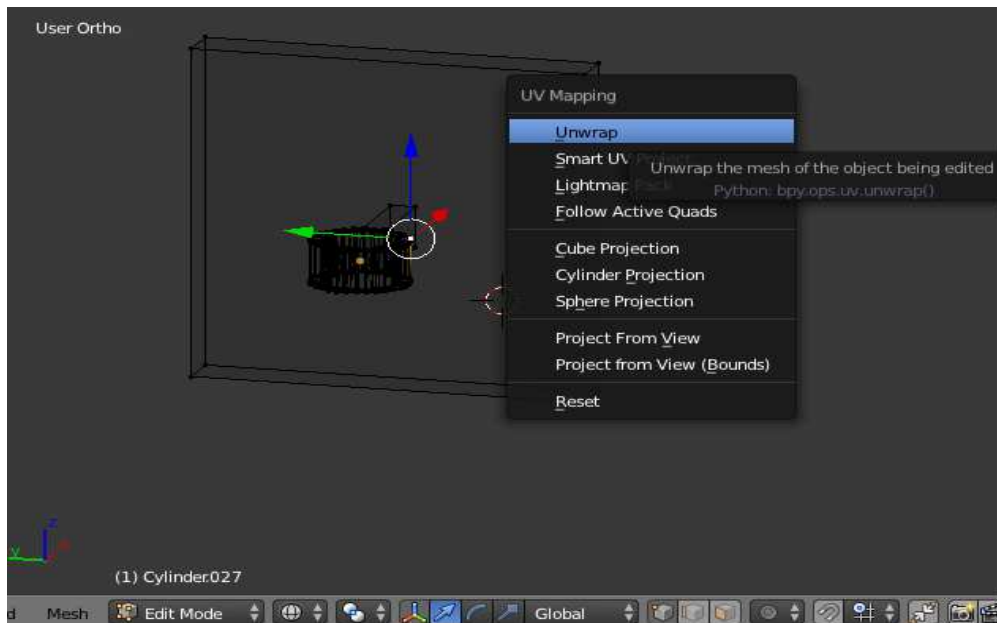 User Ortho
UV Mapping
Unwrap
Smart UV Project
Unwrap the mesh of the object being edited
Lightmap Pack
Python: bpy.ops.uv.unwrap()
Follow Active Quads
Cube Projection
Cylinder Projection
Sphere Projection
Project From View
Project from View (Bounds)
Reset
z
y
x
(1) Cylinder.027
d Mesh Edit Mode Global